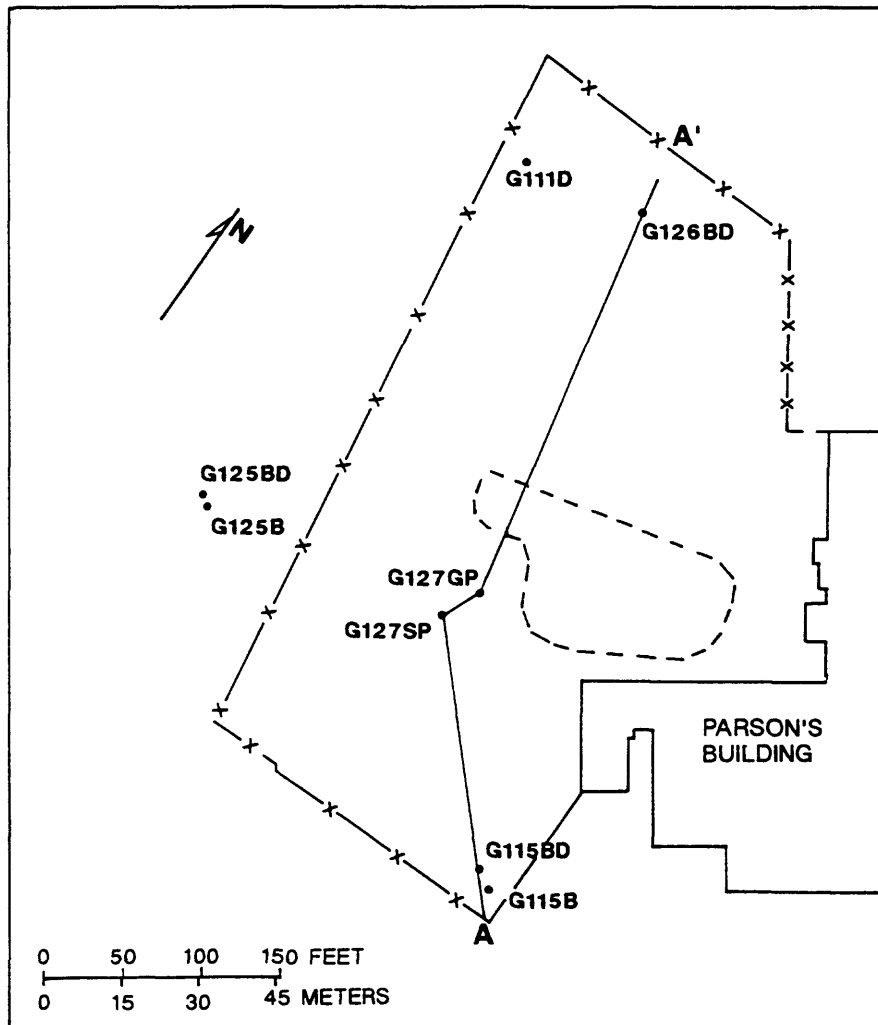 A'
G111D
N
G126BD
G125BD
G125B
G127GP
G127SP
PARSON'S
BUILDING
G115BD
G115B
A
0 50 100 150 FEET
0 15 30 45 METERS